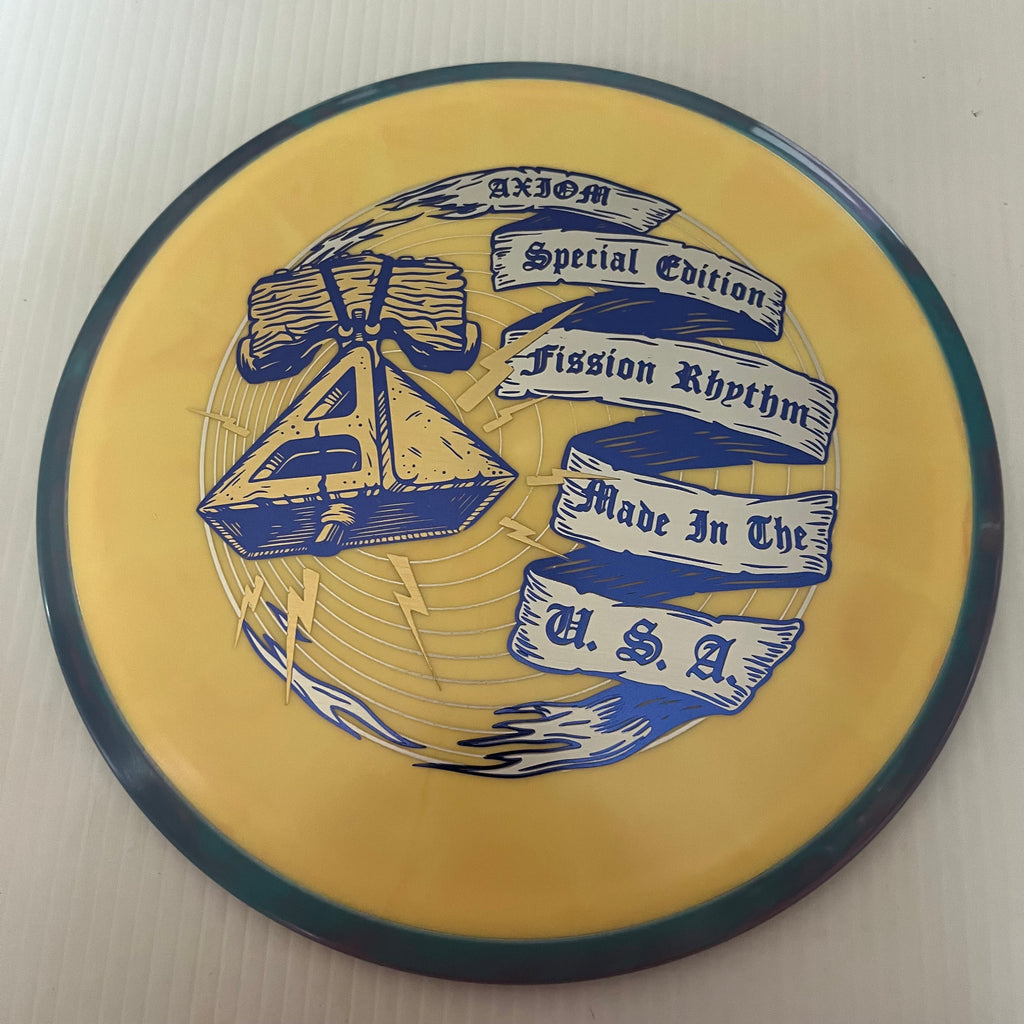 AXIOM
Special Edition
Fission Rhythm
Made In The
U. S. A.